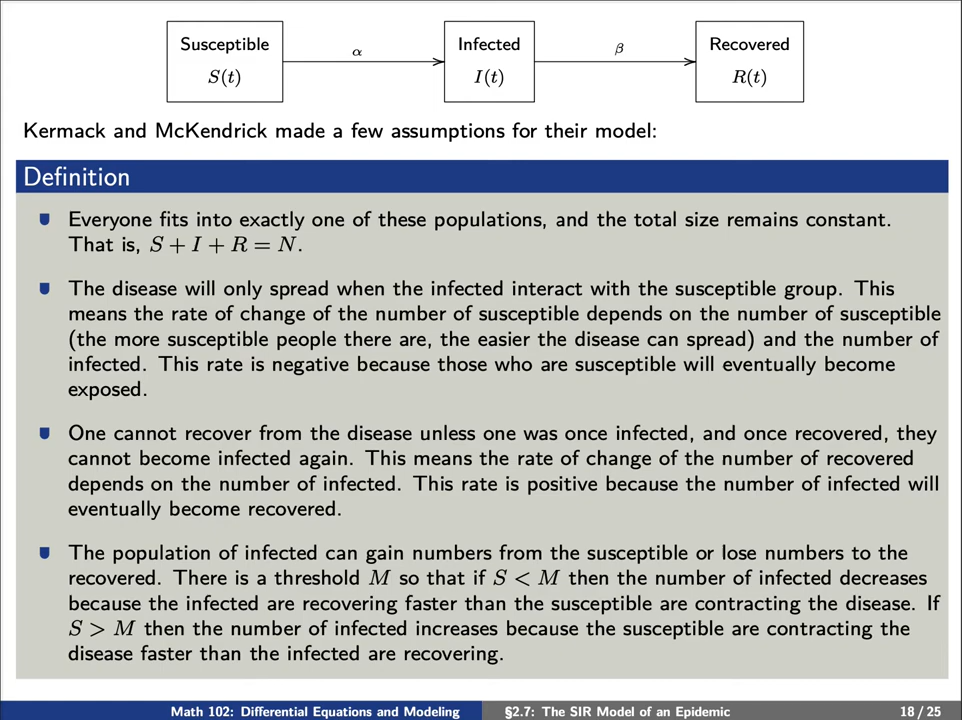 Susceptible
S(t)
α
Infected
I(t)
β
Recovered
R(t)
Kermack and McKendrick made a few assumptions for their model:
Definition
Everyone fits into exactly one of these populations, and the total size remains constant.
That is, S + I + R = N.
The disease will only spread when the infected interact with the susceptible group. This
means the rate of change of the number of susceptible depends on the number of susceptible
(the more susceptible people there are, the easier the disease can spread) and the number of
infected. This rate is negative because those who are susceptible will eventually become
exposed.
One cannot recover from the disease unless one was once infected, and once recovered, they
cannot become infected again. This means the rate of change of the number of recovered
depends on the number of infected. This rate is positive because the number of infected will
eventually become recovered.
The population of infected can gain numbers from the susceptible or lose numbers to the
recovered. There is a threshold M so that if S < M then the number of infected decreases
because the infected are recovering faster than the susceptible are contracting the disease. If
S > M then the number of infected increases because the susceptible are contracting the
disease faster than the infected are recovering.
Math 102: Differential Equations and Modeling
§2.7: The SIR Model of an Epidemic
18 / 25